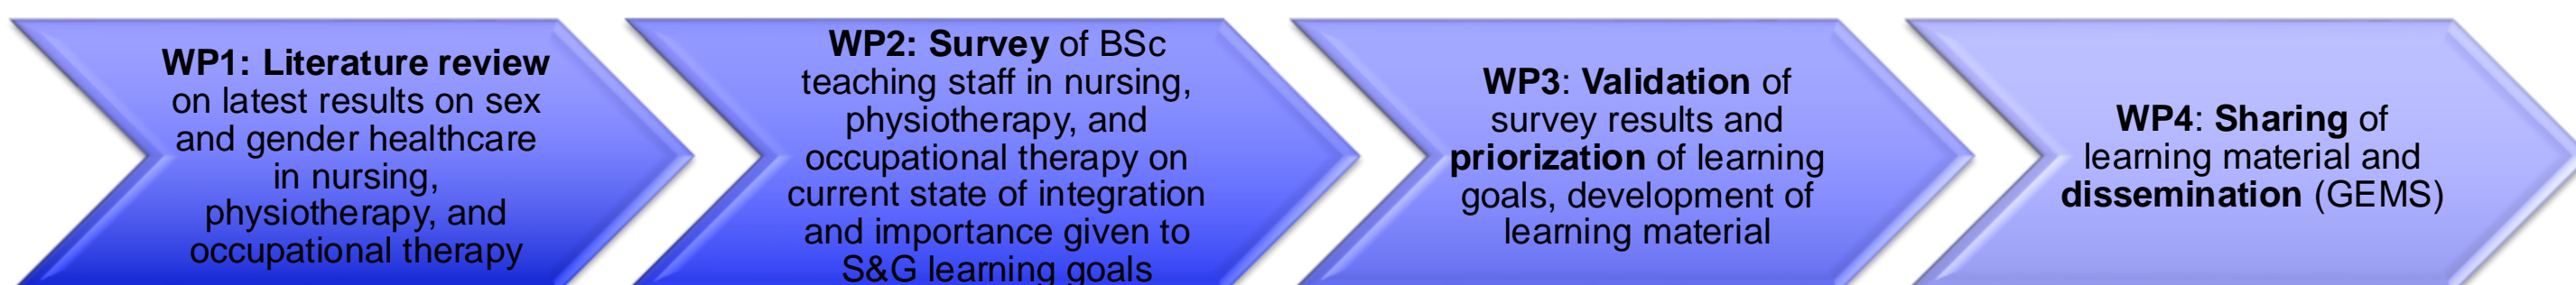 WP1: Literature review
on latest results on sex
and gender healthcare
in nursing,
physiotherapy, and
occupational therapy
WP2: Survey of BSc
teaching staff in nursing,
physiotherapy, and
occupational therapy on
current state of integration
and importance given to
S&G learning goals
WP3: Validation of
survey results and
priorization of learning
goals, development of
learning material
WP4: Sharing of
learning material and
dissemination (GEMS)